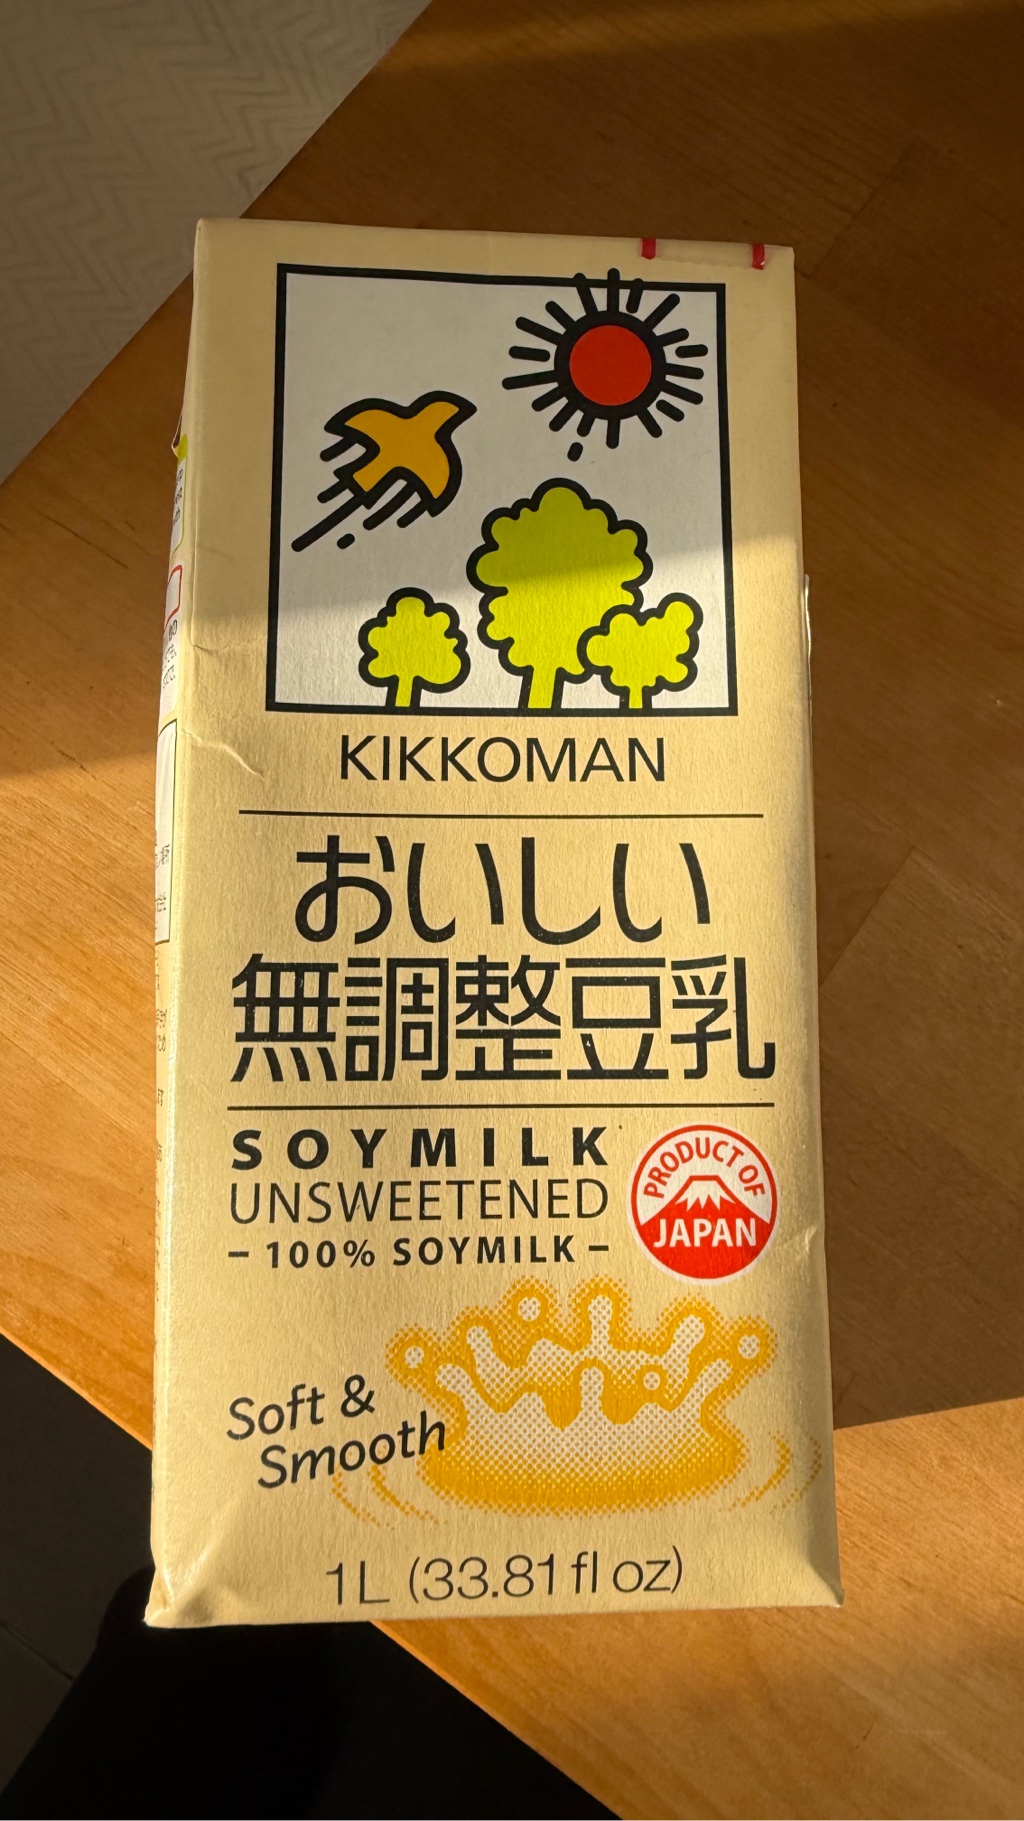 KIKKOMAN
おいしい
無調整豆乳
SOYMILK
UNSWEETENED
– 100% SOYMILK –
PRODUCT OF
JAPAN
Soft &
Smooth
1L (33.81 fl oz)